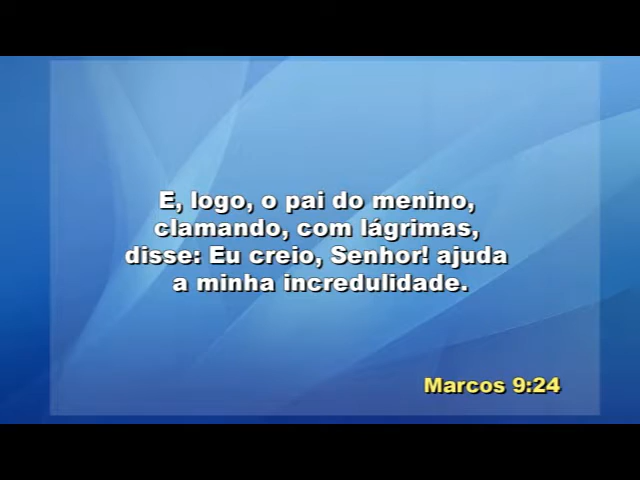 E, logo, o pai do menino,
clamando, com lágrimas,
disse: Eu creio, Senhor! ajuda
a minha incredulidade.
Marcos 9:24